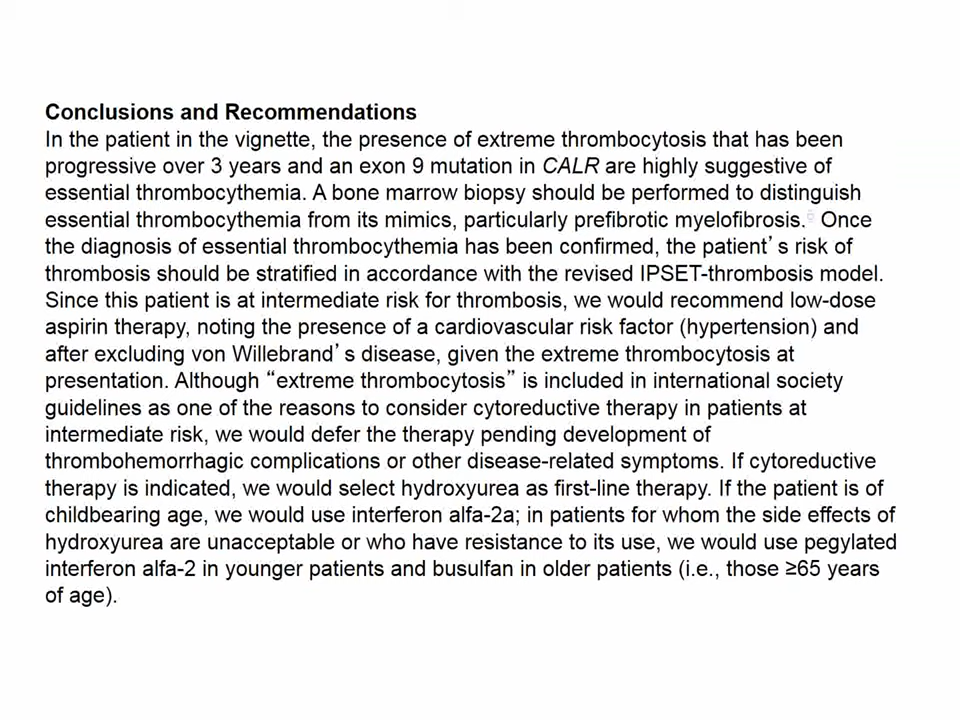 Conclusions and Recommendations
In the patient in the vignette, the presence of extreme thrombocytosis that has been
progressive over 3 years and an exon 9 mutation in CALR are highly suggestive of
essential thrombocythemia. A bone marrow biopsy should be performed to distinguish
essential thrombocythemia from its mimics, particularly prefibrotic myelofibrosis. Once
the diagnosis of essential thrombocythemia has been confirmed, the patient’s risk of
thrombosis should be stratified in accordance with the revised IPSET-thrombosis model.
Since this patient is at intermediate risk for thrombosis, we would recommend low-dose
aspirin therapy, noting the presence of a cardiovascular risk factor (hypertension) and
after excluding von Willebrand’s disease, given the extreme thrombocytosis at
presentation. Although “extreme thrombocytosis” is included in international society
guidelines as one of the reasons to consider cytoreductive therapy in patients at
intermediate risk, we would defer the therapy pending development of
thrombohemorrhagic complications or other disease-related symptoms. If cytoreductive
therapy is indicated, we would select hydroxyurea as first-line therapy. If the patient is of
childbearing age, we would use interferon alfa-2a; in patients for whom the side effects of
hydroxyurea are unacceptable or who have resistance to its use, we would use pegylated
interferon alfa-2 in younger patients and busulfan in older patients (i.e., those ≥65 years
of age).